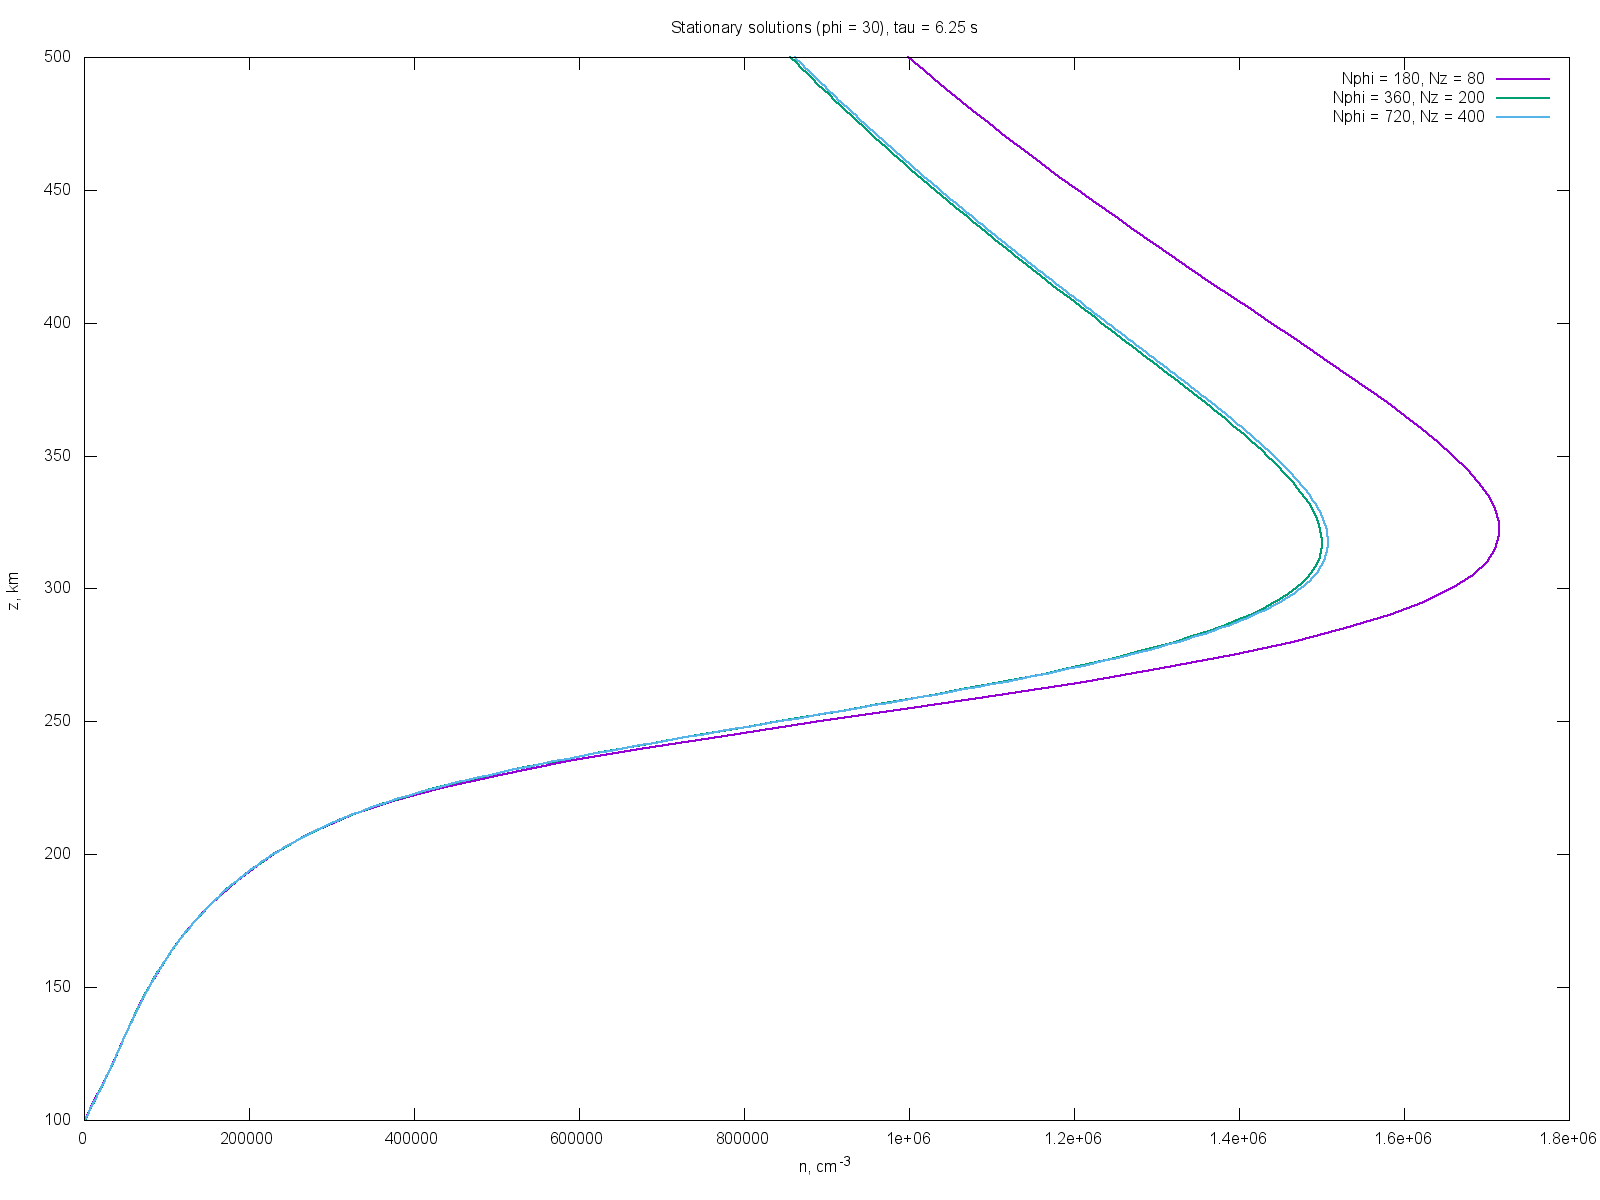 Stationary solutions (phi = 30), tau = 6.25 s
Nphi = 180, Nz = 80
Nphi = 360, Nz = 200
Nphi = 720, Nz = 400
500
450
400
350
300
250
200
150
100
z, km
0 200000 400000 600000 800000 1e+06 1.2e+06 1.4e+06 1.6e+06 1.8e+06
n, cm-3